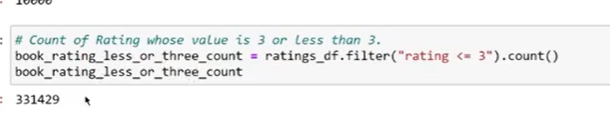 # Count of Rating whose value is 3 or less than 3.
book_rating_less_or_three_count = ratings_df.filter("rating <= 3").count()
book_rating_less_or_three_count
: 331429